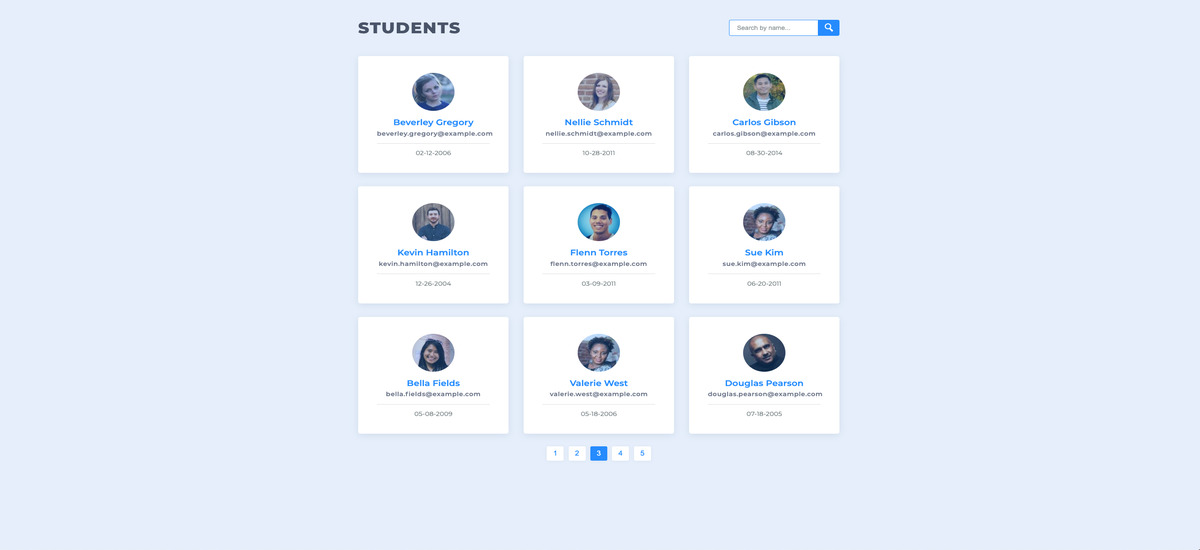 STUDENTS
Search by name...
Beverley Gregory
beverley.gregory@example.com
02-12-2006
Nellie Schmidt
nellie.schmidt@example.com
10-28-2011
Carlos Gibson
carlos.gibson@example.com
08-30-2014
Kevin Hamilton
kevin.hamilton@example.com
12-26-2004
Flenn Torres
flenn.torres@example.com
03-09-2011
Sue Kim
sue.kim@example.com
06-20-2011
Bella Fields
bella.fields@example.com
05-08-2009
Valerie West
valerie.west@example.com
05-18-2006
Douglas Pearson
douglas.pearson@example.com
07-18-2005
1 2 3 4 5